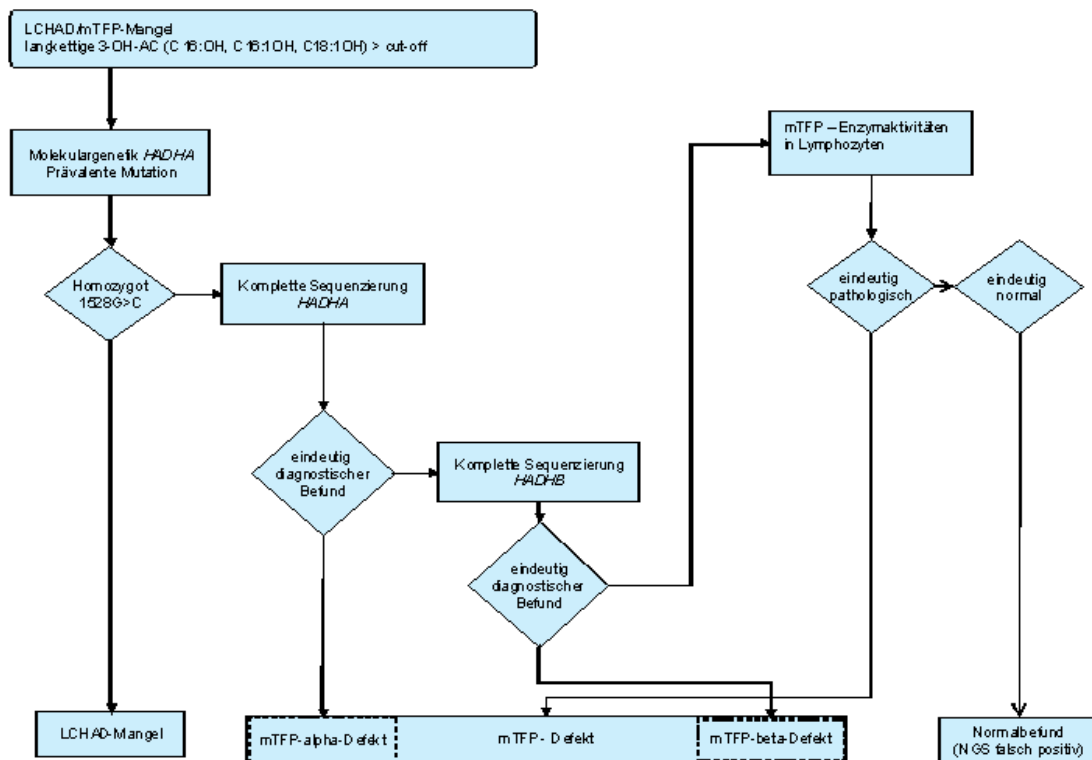 LCHAD/mTFP-Mangel
langkettige 3-OH-AC (C 16:OH, C 16:1OH, C18:1OH) > cut-off
Molekulargenetik HADHA
Prävalente Mutation
mTFP – Enzymaktivitäten
in Lymphozyten
Homozygot
1528G>C
Komplette Sequenzierung
HADHA
eindeutig
pathologisch
eindeutig
normal
eindeutig
diagnostischer
Befund
Komplette Sequenzierung
HADHB
eindeutig
diagnostischer
Befund
LCHAD-Mangel
mTFP-alpha-Defekt
mTFP - Defekt
mTFP-beta-Defekt
Normalbefund
(NGS falsch positiv)